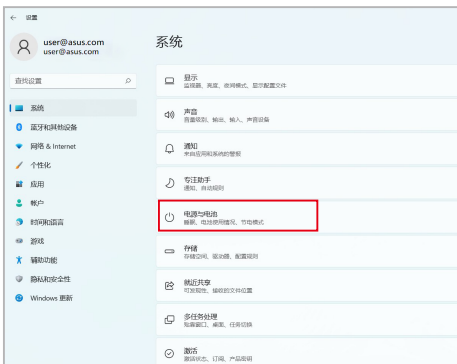 设置
user@asus.com
user@asus.com
查找设置
系统
蓝牙和其他设备
网络 & Internet
个性化
应用
帐户
时间和语言
游戏
辅助功能
隐私和安全性
Windows 更新
系统
显示
监视器、亮度、夜间模式、显示配置文件
声音
音量级别、输出、输入、声音设备
通知
来自应用和系统的警报
专注助手
通知、自动规则
电源与电池
睡眠、电池使用情况、节电模式
存储
存储空间、驱动器、配置规则
就近共享
可发现性、接收的文件位置
多任务处理
贴靠窗口、桌面、任务切换
激活
激活状态、订阅、产品密钥